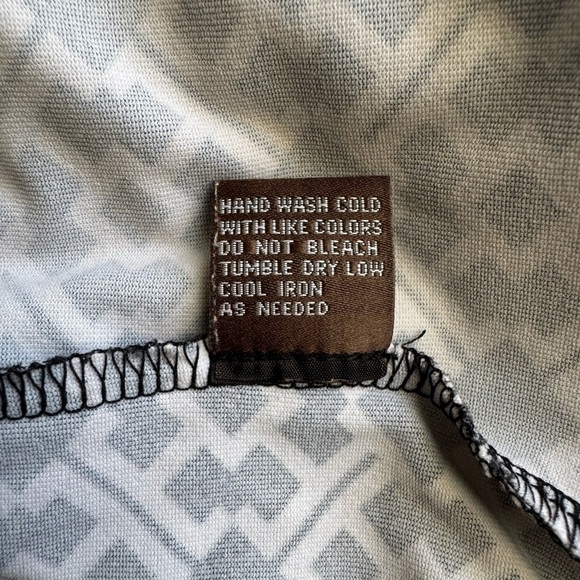 HAND WASH COLD
WITH LIKE COLORS
DO NOT BLEACH
TUMBLE DRY LOW
COOL IRON
AS NEEDED